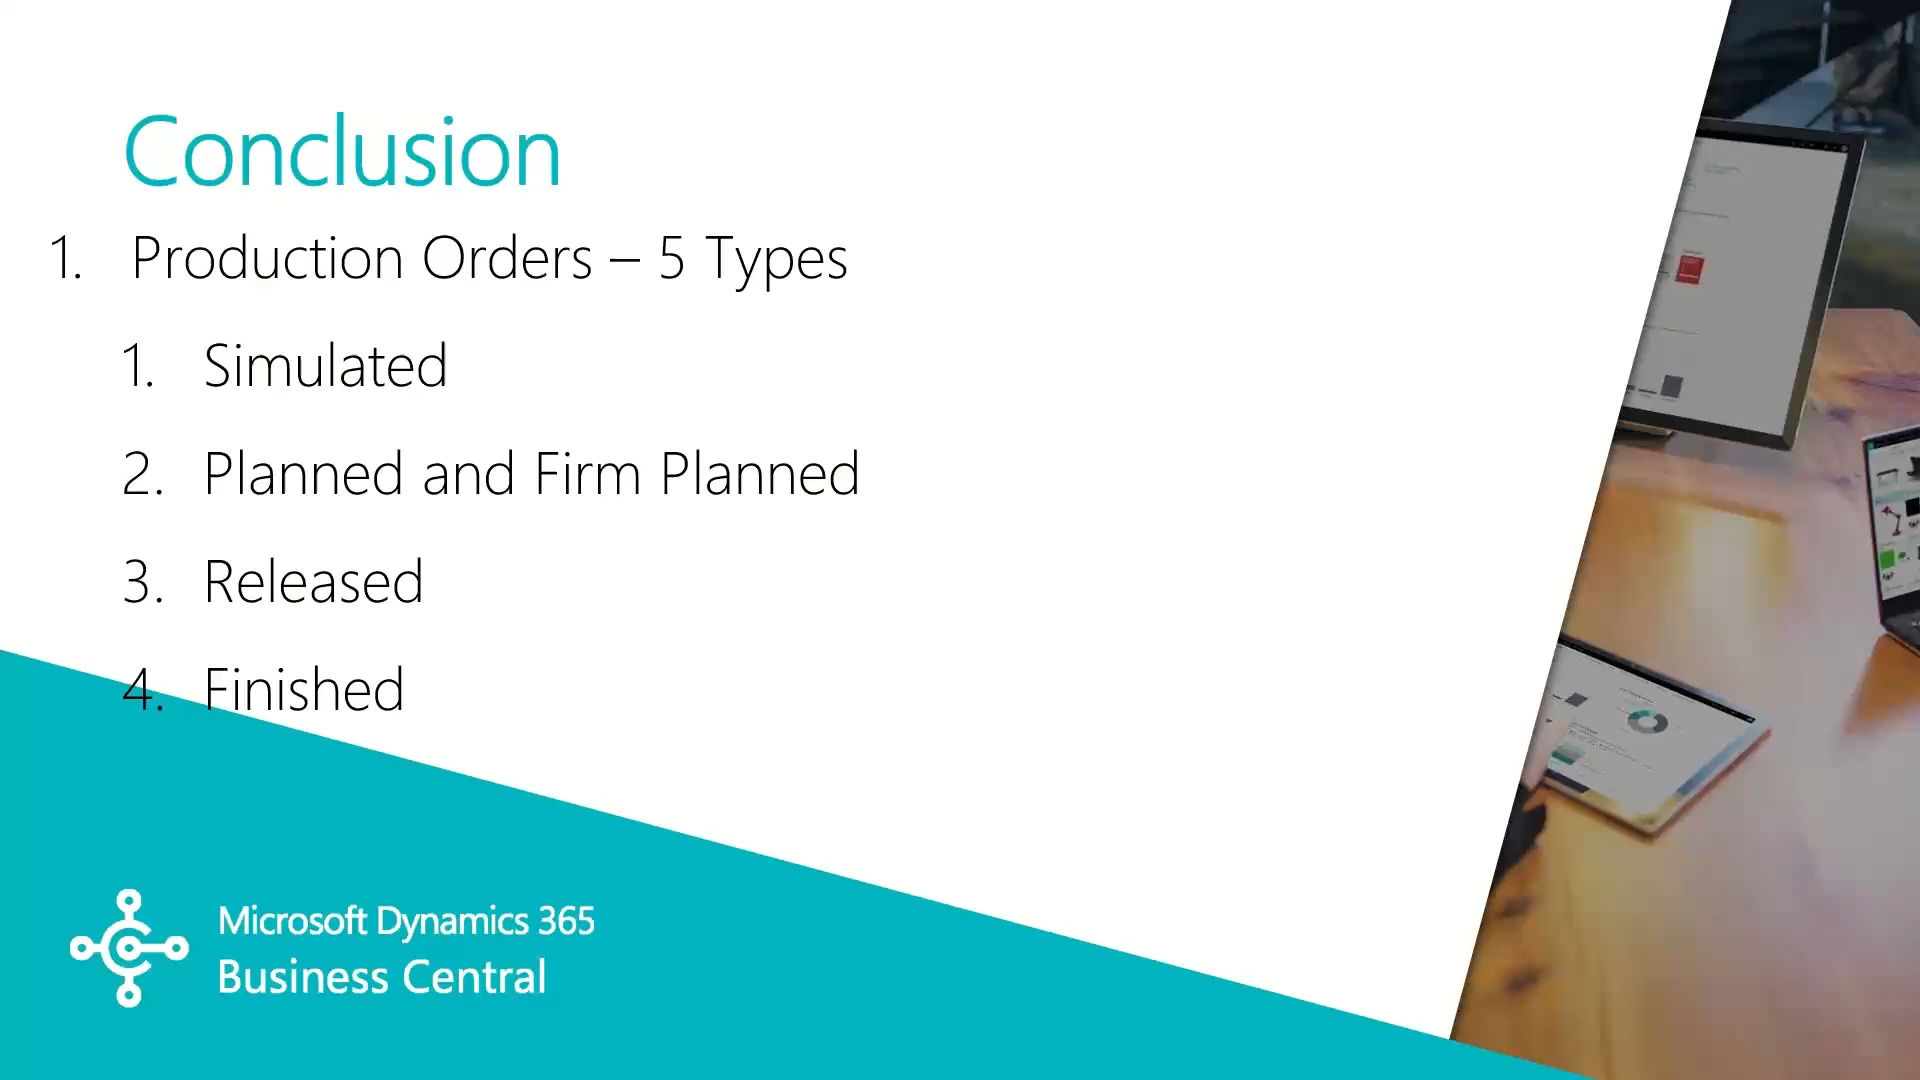 Conclusion
1. Production Orders – 5 Types
1. Simulated
2. Planned and Firm Planned
3. Released
4. Finished
Microsoft Dynamics 365
Business Central